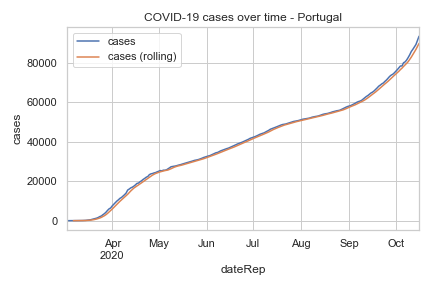 COVID-19 cases over time - Portugal
cases
cases (rolling)
80000
60000
40000
20000
0
cases
Apr
2020
May
Jun
Jul
Aug
Sep
Oct
dateRep